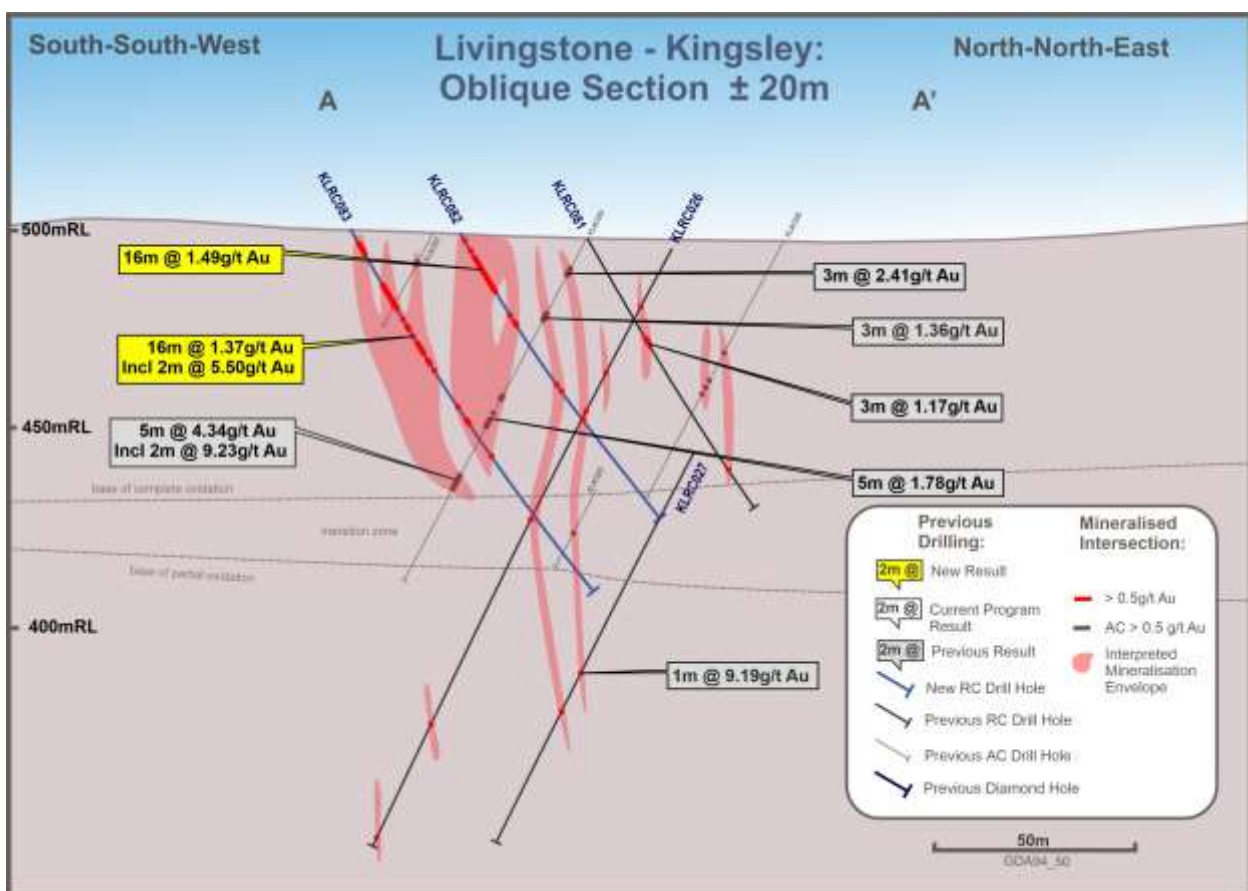 South-South-West
Livingstone - Kingsley:
Oblique Section ± 20m
North-North-East
A
A'
KLRC083
KLRC082
KLRC081
KLRC026
500mRL
16m @ 1.49g/t Au
3m @ 2.41g/t Au
3m @ 1.36g/t Au
16m @ 1.37g/t Au
Incl 2m @ 5.50g/t Au
3m @ 1.17g/t Au
450mRL
5m @ 4.34g/t Au
Incl 2m @ 9.23g/t Au
KLRC027
5m @ 1.78g/t Au
base of complete oxidation
transition zone
base of partial oxidation
400mRL
1m @ 9.19g/t Au
Previous
Drilling:
2m @ New Result
2m @ Current Program
Result
2m @ Previous Result
New RC Drill Hole
Previous RC Drill Hole
Previous AC Drill Hole
Previous Diamond Hole
Mineralised
Intersection:
> 0.5g/t Au
AC > 0.5 g/t Au
Interpreted
Mineralisation
Envelope
50m
GDA94_50